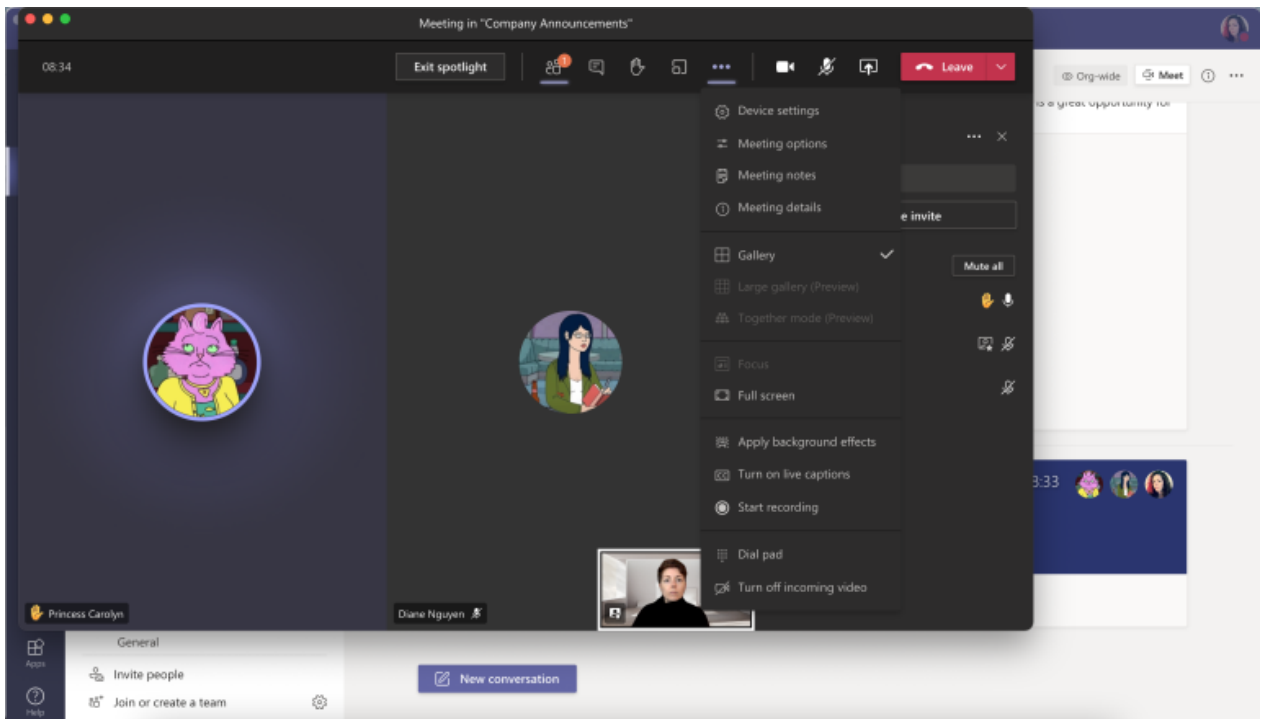 Meeting in "Company Announcements"
08:34
Exit spotlight
1
Leave
Org-wide
Meet
is a great opportunity for
Device settings
Meeting options
Meeting notes
Meeting details
e invite
Gallery
Mute all
Large gallery (Preview)
Together mode (Preview)
Focus
Full screen
Apply background effects
CC Turn on live captions
3:33
Start recording
Dial pad
Turn off incoming video
Princess Carolyn
Diane Nguyen
General
Apps
Invite people
New conversation
Join or create a team
Help